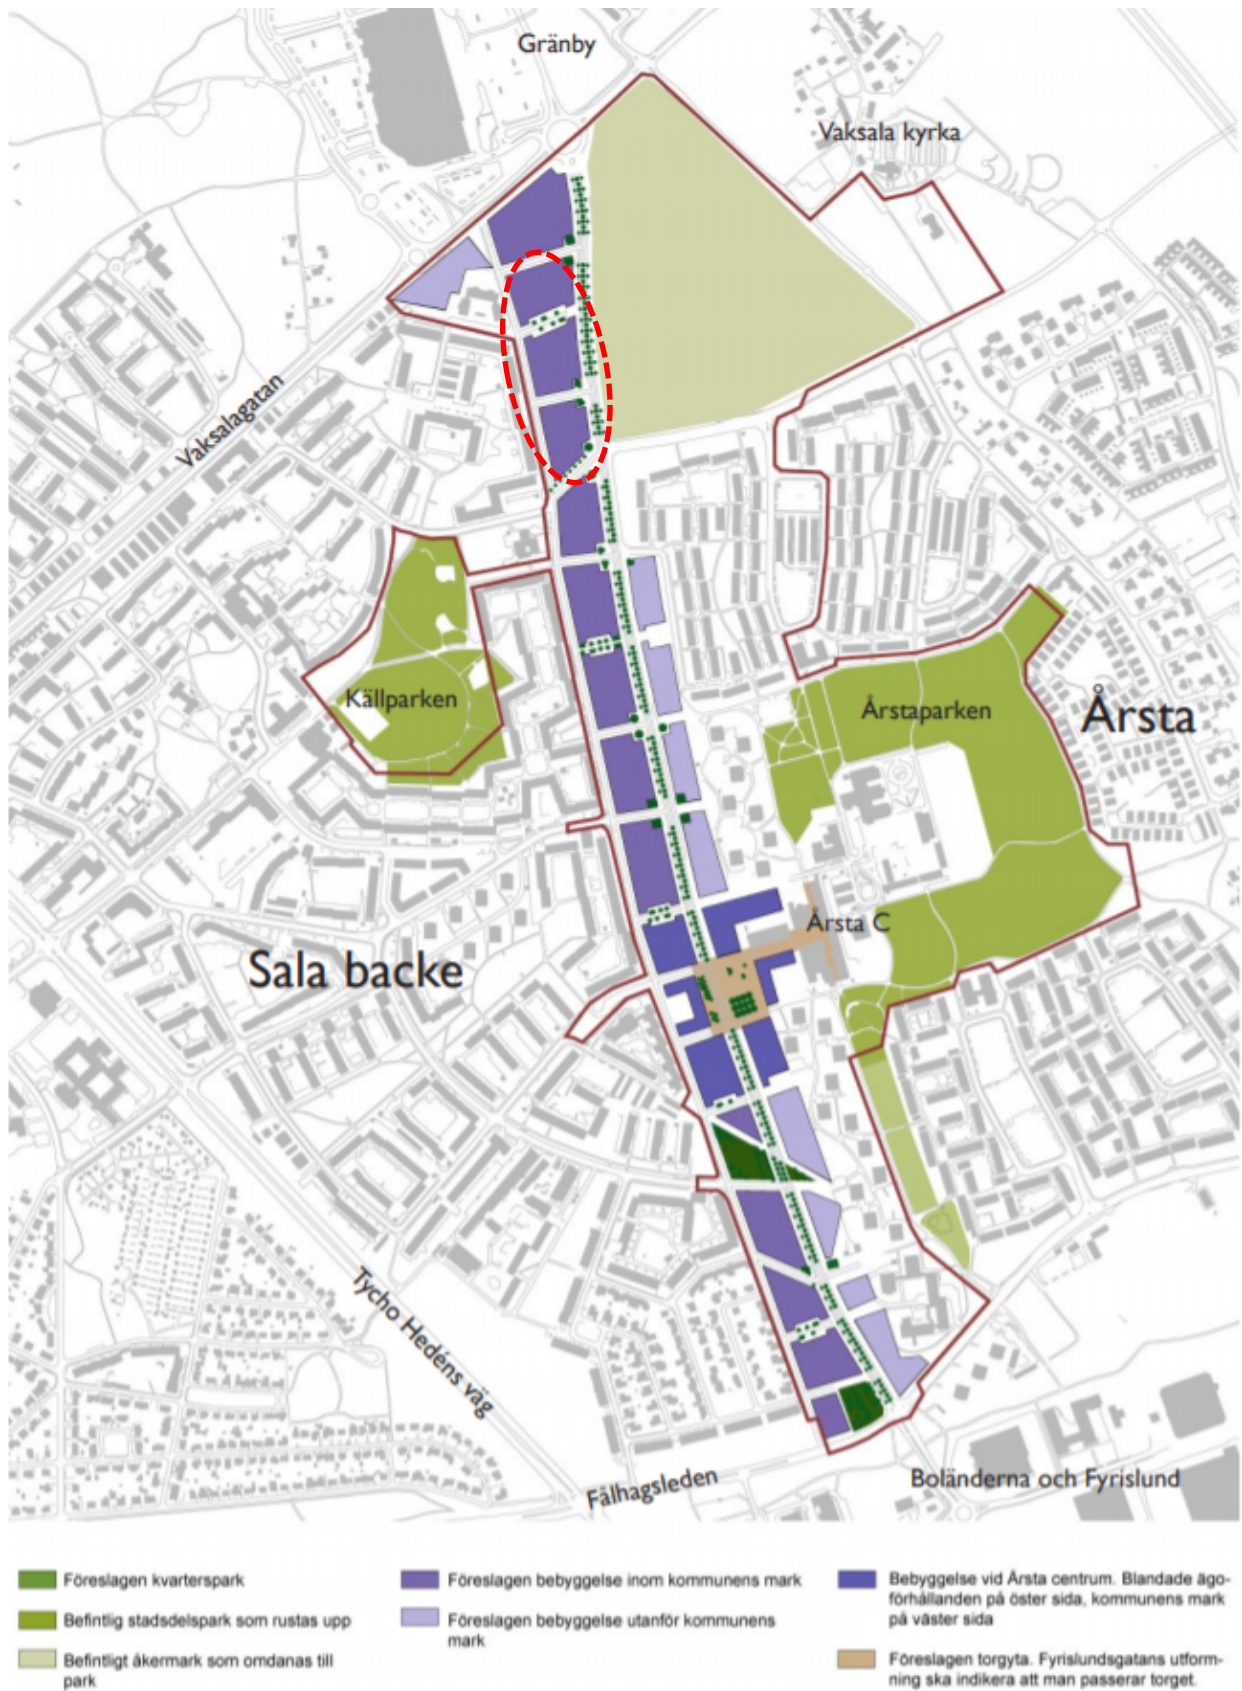 Gränby
Vaksala kyrka
Vaksalagatan
Källparken
Årstaparken
Årsta
Årsta C
Sala backe
Tycho Hedéns väg
Fålhagsleden
Boländerna och Fyrislund
Föreslagen kvarterspark
Befintlig stadsdelspark som rustas upp
Befintligt åkermark som omdanas till
park
Föreslagen bebyggelse inom kommunens mark
Föreslagen bebyggelse utanför kommunens
mark
Bebyggelse vid Årsta centrum. Blandade ägo-
förhållanden på öster sida, kommunens mark
på väster sida
Föreslagen torgyta. Fyrislundsgatans utform-
ning ska indikera att man passerar torget.